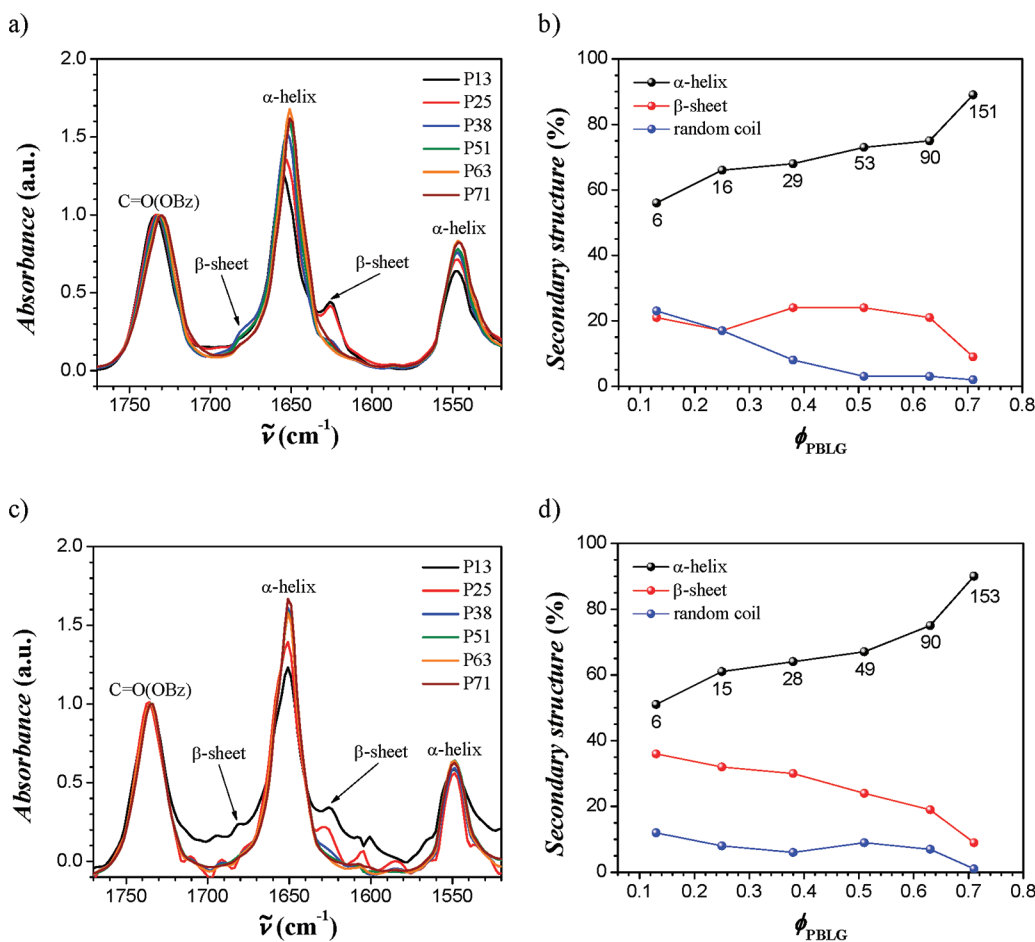 a)
2.0
1.5
1.0
0.5
0.0
Absorbance (a.u.)
C=O(OBz)
β-sheet
α-helix
β-sheet
α-helix
P13
P25
P38
P51
P63
P71
1750
1700
1650
1600
1550
ṽ (cm⁻¹)
b)
100
80
60
40
20
0
Secondary structure (%)
α-helix
β-sheet
random coil
6
16
29
53
90
151
0.1
0.2
0.3
0.4
0.5
0.6
0.7
0.8
ϕPBLG
c)
2.0
1.5
1.0
0.5
0.0
Absorbance (a.u.)
C=O(OBz)
β-sheet
α-helix
β-sheet
α-helix
P13
P25
P38
P51
P63
P71
1750
1700
1650
1600
1550
ṽ (cm⁻¹)
d)
100
80
60
40
20
0
Secondary structure (%)
α-helix
β-sheet
random coil
6
15
28
49
90
153
0.1
0.2
0.3
0.4
0.5
0.6
0.7
0.8
ϕPBLG